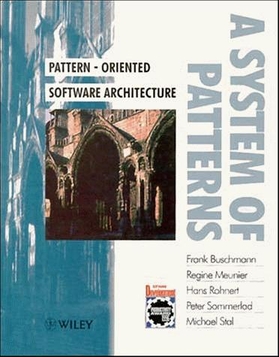 PATTERN - ORIENTED
SOFTWARE ARCHITECTURE
A SYSTEM OF
PATTERNS
Frank Buschmann
Regine Meunier
Hans Rohnert
Peter Sommerlad
Michael Stal
WILEY